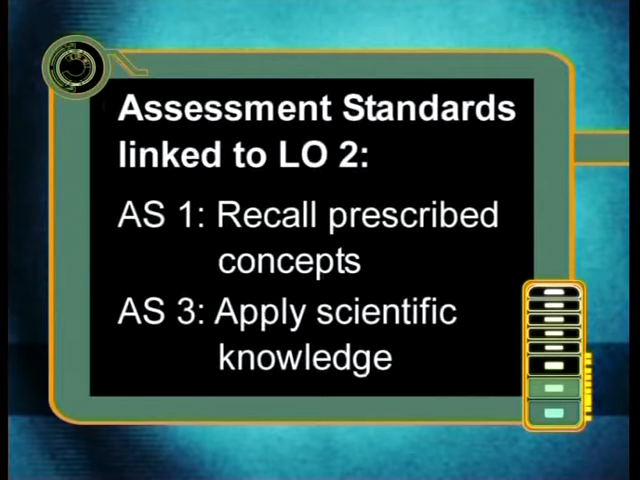 Assessment Standards
linked to LO 2:
AS 1: Recall prescribed
concepts
AS 3: Apply scientific
knowledge